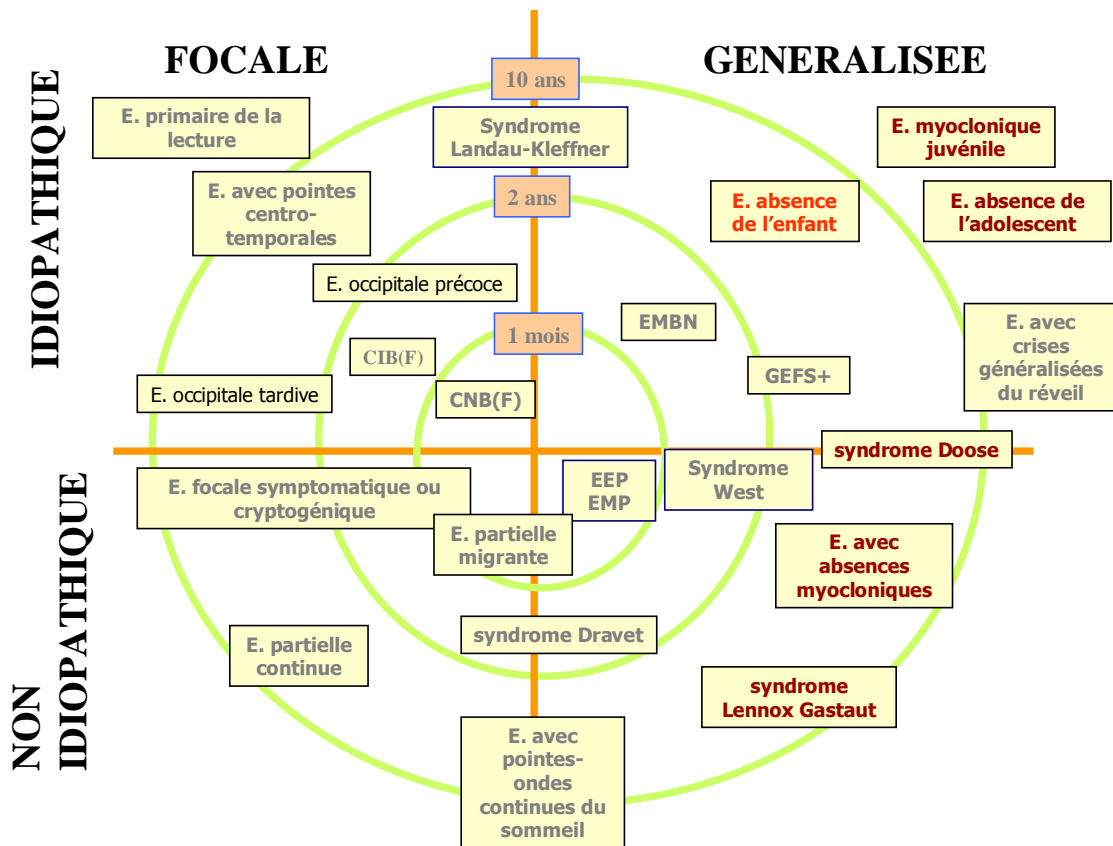 FOCALE
GENERALISEE
IDIOPATHIQUE
10 ans
E. primaire de la
lecture
Syndrome
Landau-Kleffner
E. myoclonique
juvénile
E. avec pointes
centro-
temporales
2 ans
E. absence
de l’enfant
E. absence de
l’adolescent
E. occipitale précoce
1 mois
EMBN
E. avec
crises
généralisées
du réveil
CIB(F)
GEFS+
E. occipitale tardive
CNB(F)
syndrome Doose
NON
IDIOPATHIQUE
E. focale symptomatique ou
cryptogénique
EEP
EMP
Syndrome
West
E. partielle
migrante
E. avec
absences
myocloniques
E. partielle
continue
syndrome Dravet
syndrome
Lennox Gastaut
E. avec
pointes-
ondes
continues du
sommeil